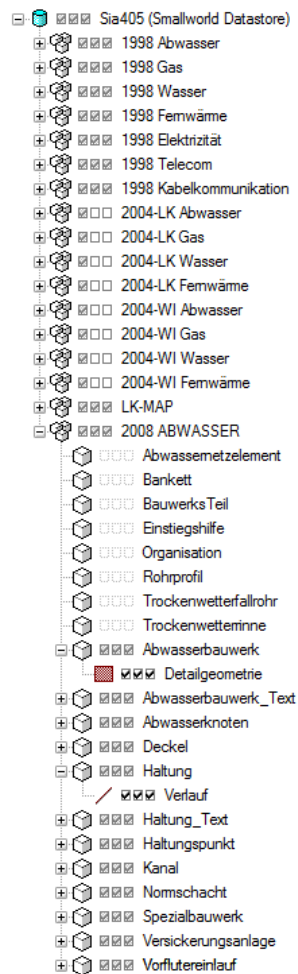 Sia405 (Smallworld Datastore)
1998 Abwasser
1998 Gas
1998 Wasser
1998 Fernwärme
1998 Elektrizität
1998 Telecom
1998 Kabelkommunikation
2004-LK Abwasser
2004-LK Gas
2004-LK Wasser
2004-LK Fernwärme
2004-WI Abwasser
2004-WI Gas
2004-WI Wasser
2004-WI Fernwärme
LK-MAP
2008 ABWASSER
Abwassernetzelement
Bankett
BauwerksTeil
Einstiegshilfe
Organisation
Rohrprofil
Trockenwetterfallrohr
Trockenwetterrinne
Abwasserbauwerk
Detailgeometrie
Abwasserbauwerk_Text
Abwasserknoten
Deckel
Haltung
Verlauf
Haltung_Text
Haltungspunkt
Kanal
Normschacht
Spezialbauwerk
Versickerungsanlage
Vorflutereinlauf